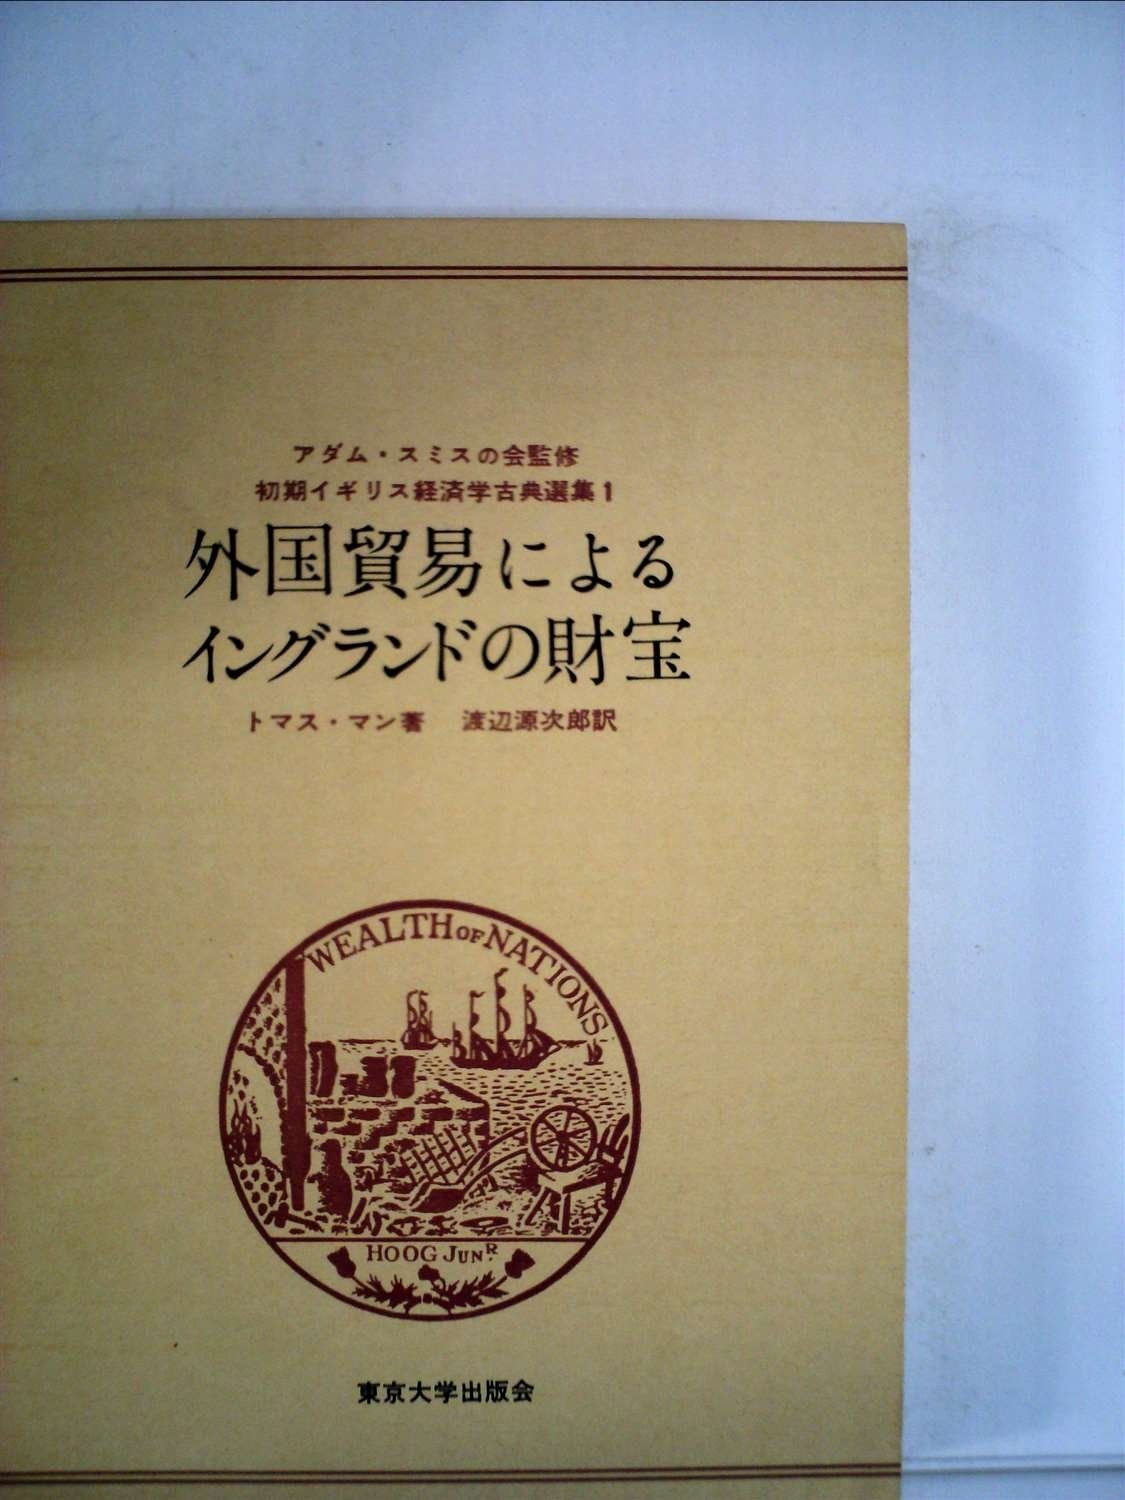 アダム・スミスの会監修
初期イギリス経済学古典選集1
外国貿易による
イングランドの財宝
トマス・マン著 渡辺源次郎訳
WEALTH OF NATIONS
HOOG JUNR.
東京大学出版会